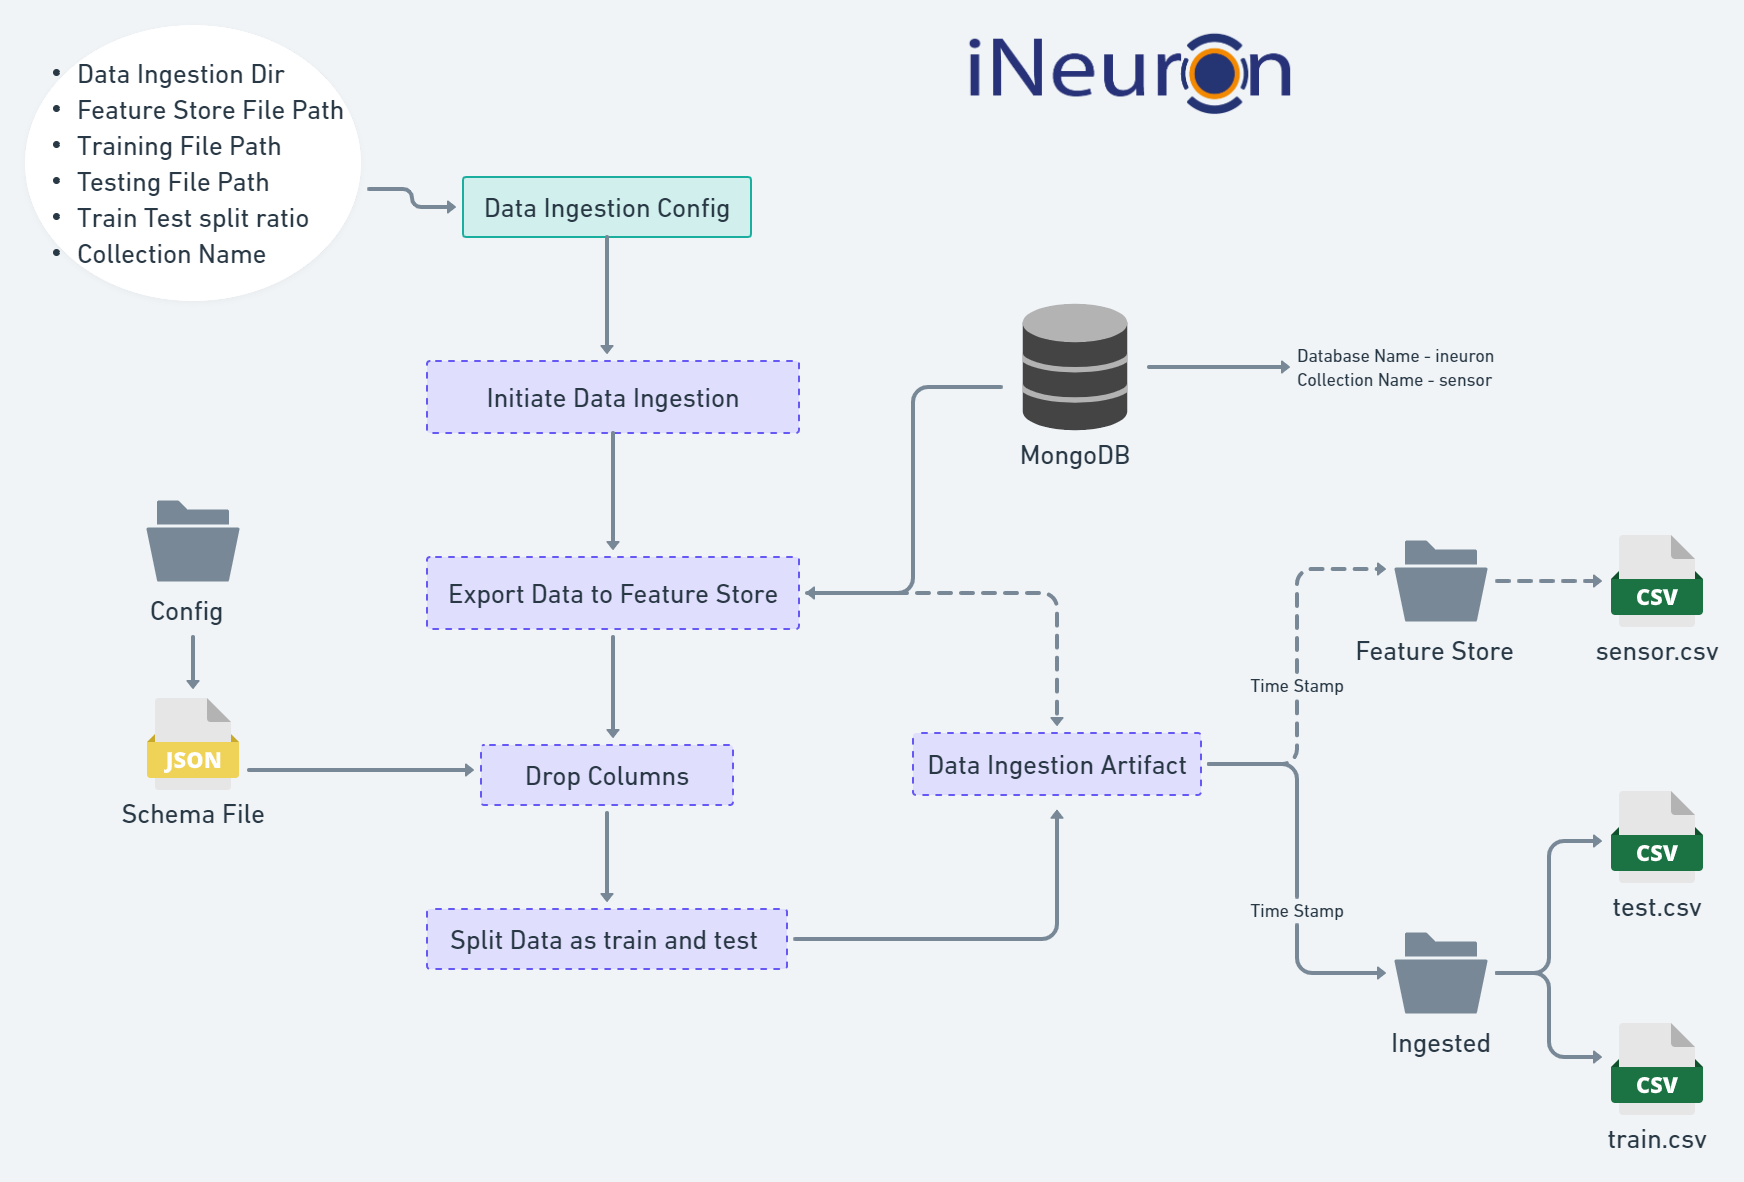 iNeuron
• Data Ingestion Dir
• Feature Store File Path
• Training File Path
• Testing File Path
• Train Test split ratio
• Collection Name
Data Ingestion Config
Initiate Data Ingestion
Database Name - ineuron
Collection Name - sensor
MongoDB
Config
Export Data to Feature Store
Feature Store
CSV
sensor.csv
Time Stamp
JSON
Schema File
Drop Columns
Data Ingestion Artifact
CSV
test.csv
Time Stamp
Split Data as train and test
Ingested
CSV
train.csv